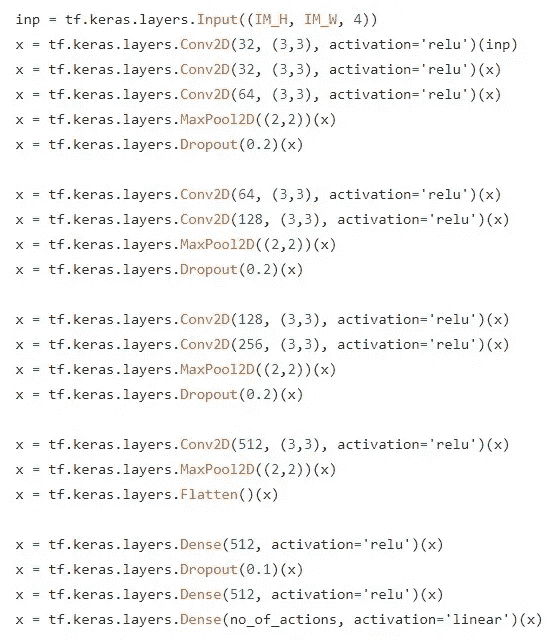 inp = tf.keras.layers.Input((IM_H, IM_W, 4))
x = tf.keras.layers.Conv2D(32, (3,3), activation='relu')(inp)
x = tf.keras.layers.Conv2D(32, (3,3), activation='relu')(x)
x = tf.keras.layers.Conv2D(64, (3,3), activation='relu')(x)
x = tf.keras.layers.MaxPool2D((2,2))(x)
x = tf.keras.layers.Dropout(0.2)(x)

x = tf.keras.layers.Conv2D(64, (3,3), activation='relu')(x)
x = tf.keras.layers.Conv2D(128, (3,3), activation='relu')(x)
x = tf.keras.layers.MaxPool2D((2,2))(x)
x = tf.keras.layers.Dropout(0.2)(x)

x = tf.keras.layers.Conv2D(128, (3,3), activation='relu')(x)
x = tf.keras.layers.Conv2D(256, (3,3), activation='relu')(x)
x = tf.keras.layers.MaxPool2D((2,2))(x)
x = tf.keras.layers.Dropout(0.2)(x)

x = tf.keras.layers.Conv2D(512, (3,3), activation='relu')(x)
x = tf.keras.layers.MaxPool2D((2,2))(x)
x = tf.keras.layers.Flatten()(x)

x = tf.keras.layers.Dense(512, activation='relu')(x)
x = tf.keras.layers.Dropout(0.1)(x)
x = tf.keras.layers.Dense(512, activation='relu')(x)
x = tf.keras.layers.Dense(no_of_actions, activation='linear')(x)